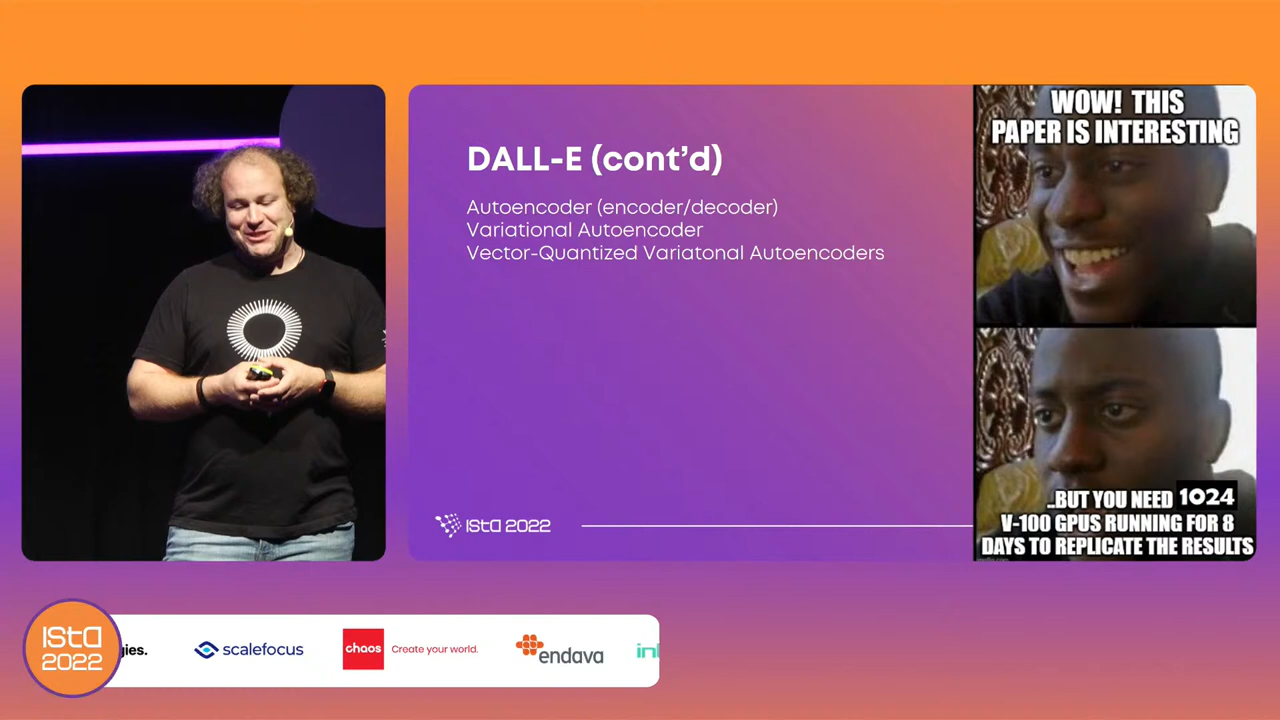 DALL-E (cont’d)
Autoencoder (encoder/decoder)
Variational Autoencoder
Vector-Quantized Variatonal Autoencoders
ISTA 2022
WOW! THIS
PAPER IS INTERESTING
..BUT YOU NEED 1024
V-100 GPUS RUNNING FOR 8
DAYS TO REPLICATE THE RESULTS
ISTA
2022
gies.
scalefocus
chaos
Create your world.
endava